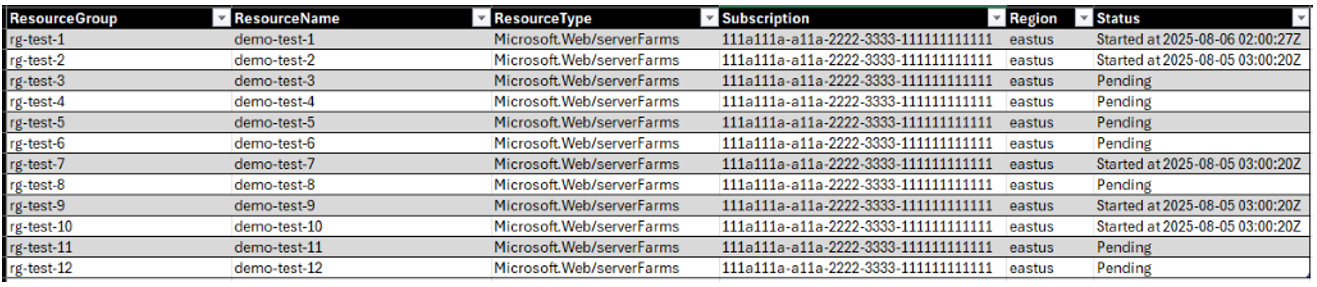 ResourceGroup ResourceName ResourceType Subscription Region Status
rg-test-1 demo-test-1 Microsoft.Web/serverFarms 111a111a-a11a-2222-3333-111111111111 eastus Started at 2025-08-06 02:00:27Z
rg-test-2 demo-test-2 Microsoft.Web/serverFarms 111a111a-a11a-2222-3333-111111111111 eastus Started at 2025-08-05 03:00:20Z
rg-test-3 demo-test-3 Microsoft.Web/serverFarms 111a111a-a11a-2222-3333-111111111111 eastus Pending
rg-test-4 demo-test-4 Microsoft.Web/serverFarms 111a111a-a11a-2222-3333-111111111111 eastus Pending
rg-test-5 demo-test-5 Microsoft.Web/serverFarms 111a111a-a11a-2222-3333-111111111111 eastus Pending
rg-test-6 demo-test-6 Microsoft.Web/serverFarms 111a111a-a11a-2222-3333-111111111111 eastus Pending
rg-test-7 demo-test-7 Microsoft.Web/serverFarms 111a111a-a11a-2222-3333-111111111111 eastus Started at 2025-08-05 03:00:20Z
rg-test-8 demo-test-8 Microsoft.Web/serverFarms 111a111a-a11a-2222-3333-111111111111 eastus Pending
rg-test-9 demo-test-9 Microsoft.Web/serverFarms 111a111a-a11a-2222-3333-111111111111 eastus Started at 2025-08-05 03:00:20Z
rg-test-10 demo-test-10 Microsoft.Web/serverFarms 111a111a-a11a-2222-3333-111111111111 eastus Started at 2025-08-05 03:00:20Z
rg-test-11 demo-test-11 Microsoft.Web/serverFarms 111a111a-a11a-2222-3333-111111111111 eastus Pending
rg-test-12 demo-test-12 Microsoft.Web/serverFarms 111a111a-a11a-2222-3333-111111111111 eastus Pending